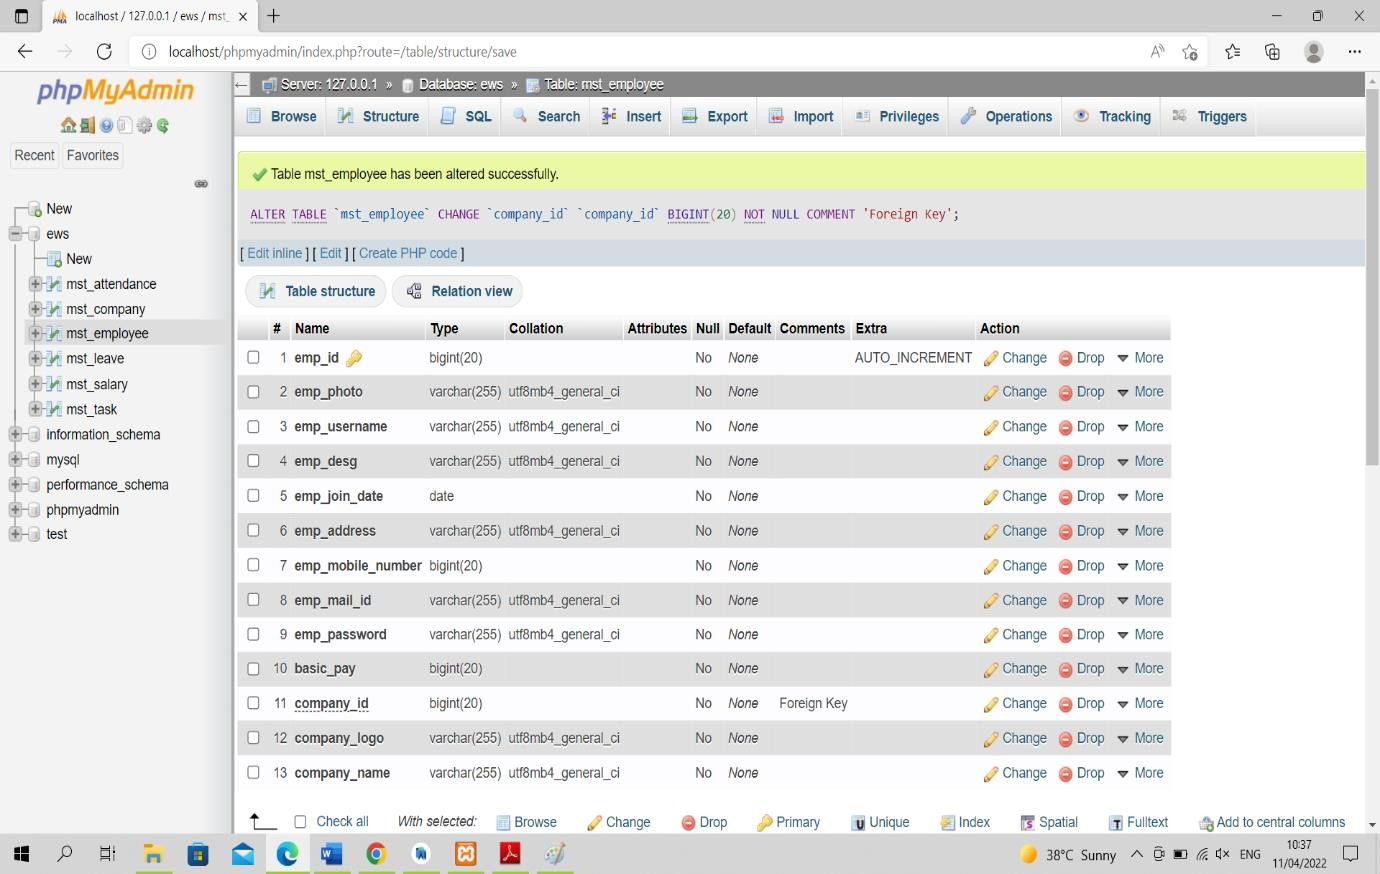 localhost / 127.0.0.1 / ews / mst_
localhost/phpmyadmin/index.php?route=/table/structure/save
phpMyAdmin
Recent Favorites
New
ews
New
mst_attendance
mst_company
mst_employee
mst_leave
mst_salary
mst_task
information_schema
mysql
performance_schema
phpmyadmin
test
Server: 127.0.0.1 » Database: ews » Table: mst_employee
Browse Structure SQL Search Insert Export Import Privileges Operations Tracking Triggers
Table mst_employee has been altered successfully.
ALTER TABLE `mst_employee` CHANGE `company_id` `company_id` BIGINT(20) NOT NULL COMMENT 'Foreign Key';
[ Edit inline ] [ Edit ] [ Create PHP code ]
Table structure Relation view
# Name Type Collation Attributes Null Default Comments Extra Action
1 emp_id bigint(20) No None AUTO_INCREMENT Change Drop More
2 emp_photo varchar(255) utf8mb4_general_ci No None Change Drop More
3 emp_username varchar(255) utf8mb4_general_ci No None Change Drop More
4 emp_desg varchar(255) utf8mb4_general_ci No None Change Drop More
5 emp_join_date date No None Change Drop More
6 emp_address varchar(255) utf8mb4_general_ci No None Change Drop More
7 emp_mobile_number bigint(20) No None Change Drop More
8 emp_mail_id varchar(255) utf8mb4_general_ci No None Change Drop More
9 emp_password varchar(255) utf8mb4_general_ci No None Change Drop More
10 basic_pay bigint(20) No None Change Drop More
11 company_id bigint(20) No None Foreign Key Change Drop More
12 company_logo varchar(255) utf8mb4_general_ci No None Change Drop More
13 company_name varchar(255) utf8mb4_general_ci No None Change Drop More
Check all With selected: Browse Change Drop Primary Unique Index Spatial Fulltext Add to central columns
38°C Sunny ENG 10:37
11/04/2022